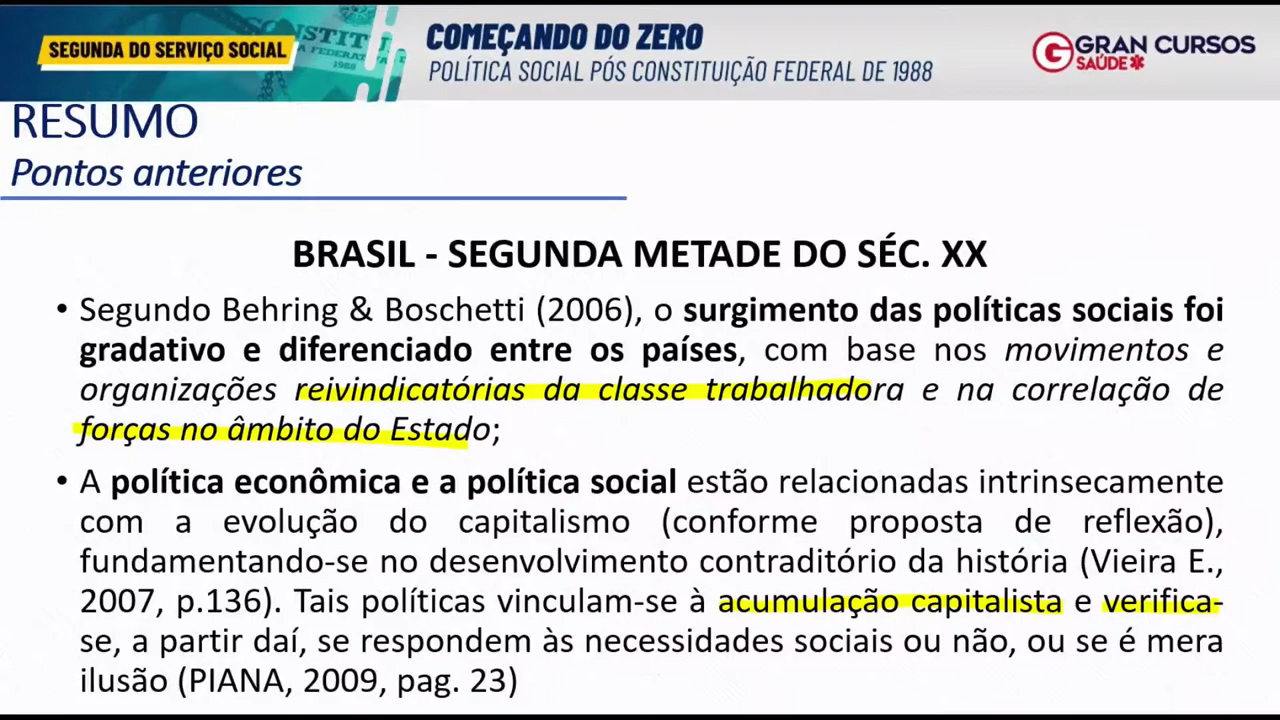 SEGUNDA DO SERVIÇO SOCIAL
COMEÇANDO DO ZERO
POLÍTICA SOCIAL PÓS CONSTITUIÇÃO FEDERAL DE 1988
GRAN CURSOS
SAÚDE
RESUMO
Pontos anteriores
BRASIL - SEGUNDA METADE DO SÉC. XX
• Segundo Behring & Boschetti (2006), o surgimento das políticas sociais foi
gradativo e diferenciado entre os países, com base nos movimentos e
organizações reivindicatórias da classe trabalhadora e na correlação de
forças no âmbito do Estado;
• A política econômica e a política social estão relacionadas intrinsecamente
com a evolução do capitalismo (conforme proposta de reflexão),
fundamentando-se no desenvolvimento contraditório da história (Vieira E.,
2007, p.136). Tais políticas vinculam-se à acumulação capitalista e verifica-
se, a partir daí, se respondem às necessidades sociais ou não, ou se é mera
ilusão (PIANA, 2009, pag. 23)